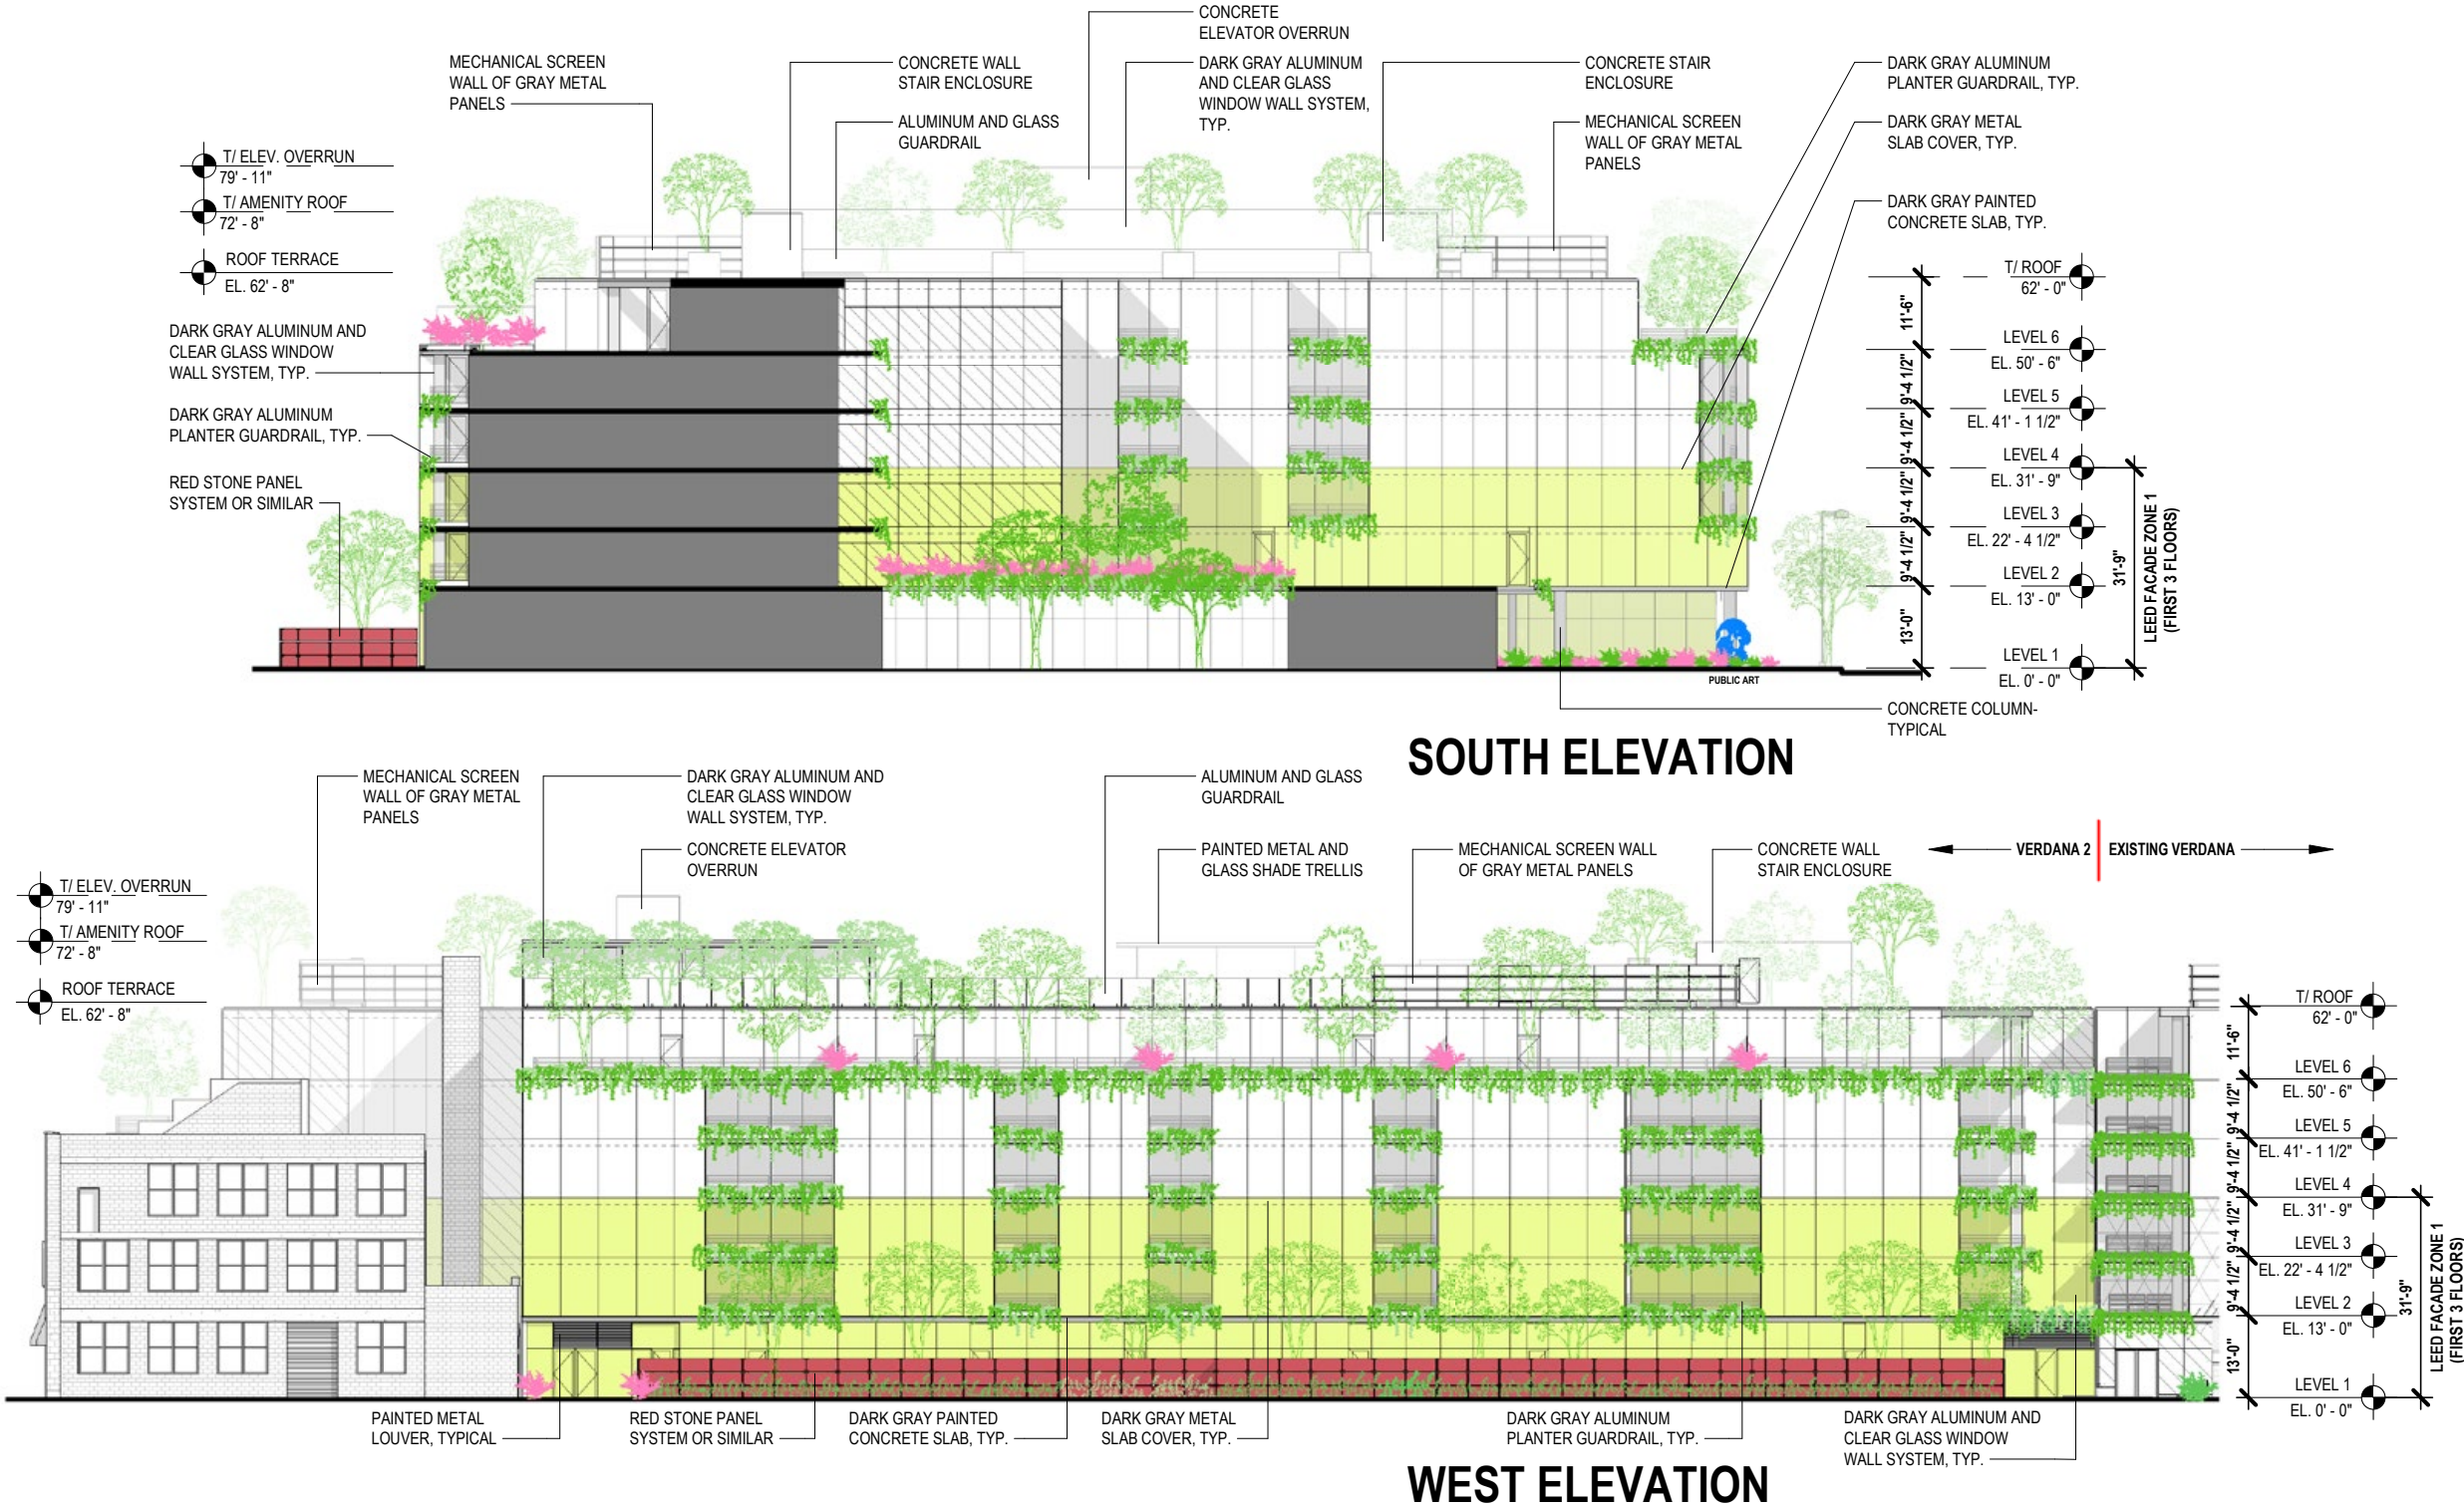 CONCRETE
ELEVATOR OVERRUN
MECHANICAL SCREEN
WALL OF GRAY METAL
PANELS
CONCRETE WALL
STAIR ENCLOSURE
DARK GRAY ALUMINUM
AND CLEAR GLASS
WINDOW WALL SYSTEM,
TYP.
CONCRETE STAIR
ENCLOSURE
DARK GRAY ALUMINUM
PLANTER GUARDRAIL, TYP.
ALUMINUM AND GLASS
GUARDRAIL
MECHANICAL SCREEN
WALL OF GRAY METAL
PANELS
DARK GRAY METAL
SLAB COVER, TYP.
DARK GRAY PAINTED
CONCRETE SLAB, TYP.
T/ ELEV. OVERRUN
79' - 11"
T/ AMENITY ROOF
72' - 8"
ROOF TERRACE
EL. 62' - 8"
DARK GRAY ALUMINUM AND
CLEAR GLASS WINDOW
WALL SYSTEM, TYP.
DARK GRAY ALUMINUM
PLANTER GUARDRAIL, TYP.
RED STONE PANEL
SYSTEM OR SIMILAR
T/ ROOF
62' - 0"
11'-6"
LEVEL 6
EL. 50' - 6"
9'-4 1/2"
LEVEL 5
EL. 41' - 1 1/2"
9'-4 1/2"
LEVEL 4
EL. 31' - 9"
9'-4 1/2"
LEVEL 3
EL. 22' - 4 1/2"
9'-4 1/2"
LEVEL 2
EL. 13' - 0"
13'-0"
LEVEL 1
EL. 0' - 0"
31'-9"
LEED FACADE ZONE 1
(FIRST 3 FLOORS)
PUBLIC ART
CONCRETE COLUMN-
TYPICAL
SOUTH ELEVATION
MECHANICAL SCREEN
WALL OF GRAY METAL
PANELS
DARK GRAY ALUMINUM AND
CLEAR GLASS WINDOW
WALL SYSTEM, TYP.
ALUMINUM AND GLASS
GUARDRAIL
CONCRETE ELEVATOR
OVERRUN
PAINTED METAL AND
GLASS SHADE TRELLIS
MECHANICAL SCREEN WALL
OF GRAY METAL PANELS
CONCRETE WALL
STAIR ENCLOSURE
VERDANA 2
EXISTING VERDANA
T/ ELEV. OVERRUN
79' - 11"
T/ AMENITY ROOF
72' - 8"
ROOF TERRACE
EL. 62' - 8"
T/ ROOF
62' - 0"
11'-6"
LEVEL 6
EL. 50' - 6"
9'-4 1/2"
LEVEL 5
EL. 41' - 1 1/2"
9'-4 1/2"
LEVEL 4
EL. 31' - 9"
9'-4 1/2"
LEVEL 3
EL. 22' - 4 1/2"
9'-4 1/2"
LEVEL 2
EL. 13' - 0"
13'-0"
LEVEL 1
EL. 0' - 0"
31'-9"
LEED FACADE ZONE 1
(FIRST 3 FLOORS)
PAINTED METAL
LOUVER, TYPICAL
RED STONE PANEL
SYSTEM OR SIMILAR
DARK GRAY PAINTED
CONCRETE SLAB, TYP.
DARK GRAY METAL
SLAB COVER, TYP.
DARK GRAY ALUMINUM
PLANTER GUARDRAIL, TYP.
DARK GRAY ALUMINUM AND
CLEAR GLASS WINDOW
WALL SYSTEM, TYP.
WEST ELEVATION